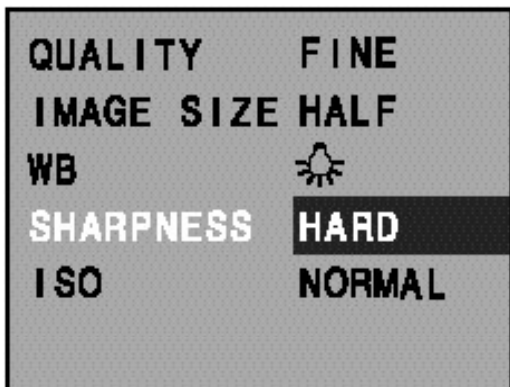 QUALITY FINE
IMAGE SIZE HALF
WB
SHARPNESS HARD
ISO NORMAL